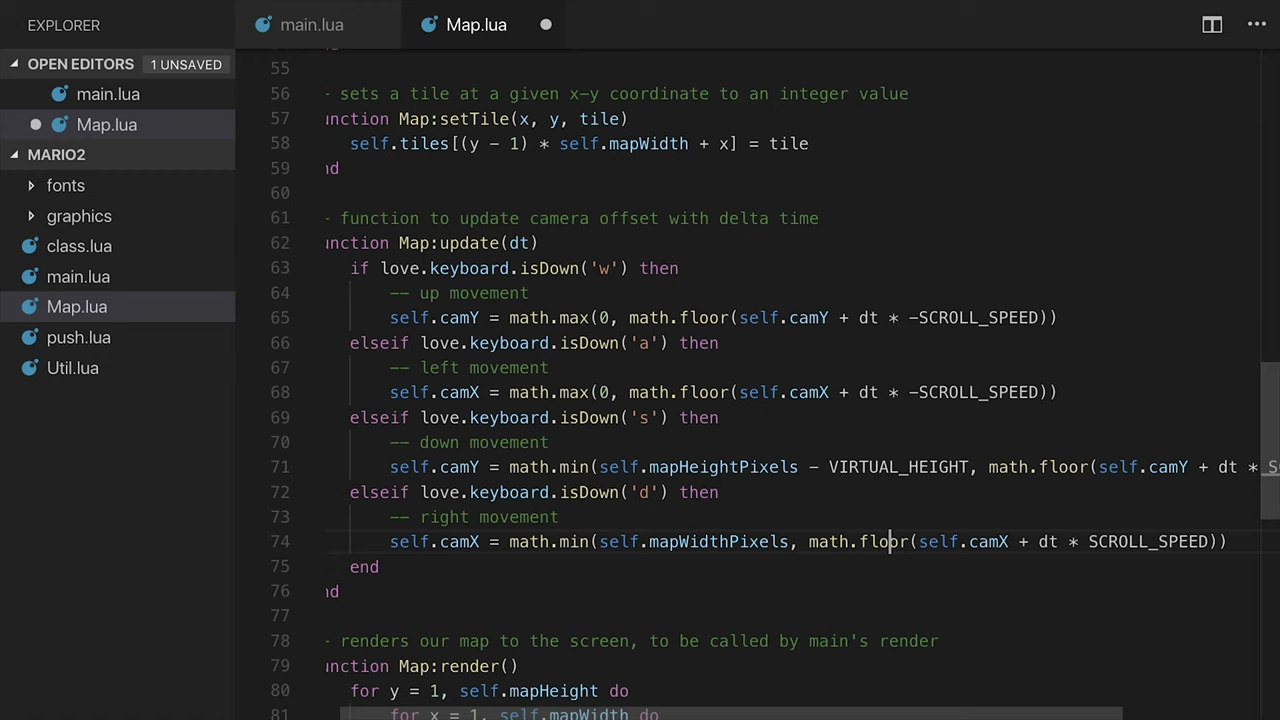 EXPLORER
main.lua
Map.lua
OPEN EDITORS 1 UNSAVED
main.lua
Map.lua
MARIO2
fonts
graphics
class.lua
main.lua
Map.lua
push.lua
Util.lua
55
56 - sets a tile at a given x-y coordinate to an integer value
57 unction Map:setTile(x, y, tile)
58 self.tiles[(y - 1) * self.mapWidth + x] = tile
59 nd
60
61 - function to update camera offset with delta time
62 unction Map:update(dt)
63 if love.keyboard.isDown('w') then
64 -- up movement
65 self.camY = math.max(0, math.floor(self.camY + dt * -SCROLL_SPEED))
66 elseif love.keyboard.isDown('a') then
67 -- left movement
68 self.camX = math.max(0, math.floor(self.camX + dt * -SCROLL_SPEED))
69 elseif love.keyboard.isDown('s') then
70 -- down movement
71 self.camY = math.min(self.mapHeightPixels - VIRTUAL_HEIGHT, math.floor(self.camY + dt *
72 elseif love.keyboard.isDown('d') then
73 -- right movement
74 self.camX = math.min(self.mapWidthPixels, math.floor(self.camX + dt * SCROLL_SPEED))
75 end
76 nd
77
78 - renders our map to the screen, to be called by main's render
79 unction Map:render()
80 for y = 1, self.mapHeight do
81 for x = 1, self.mapWidth do